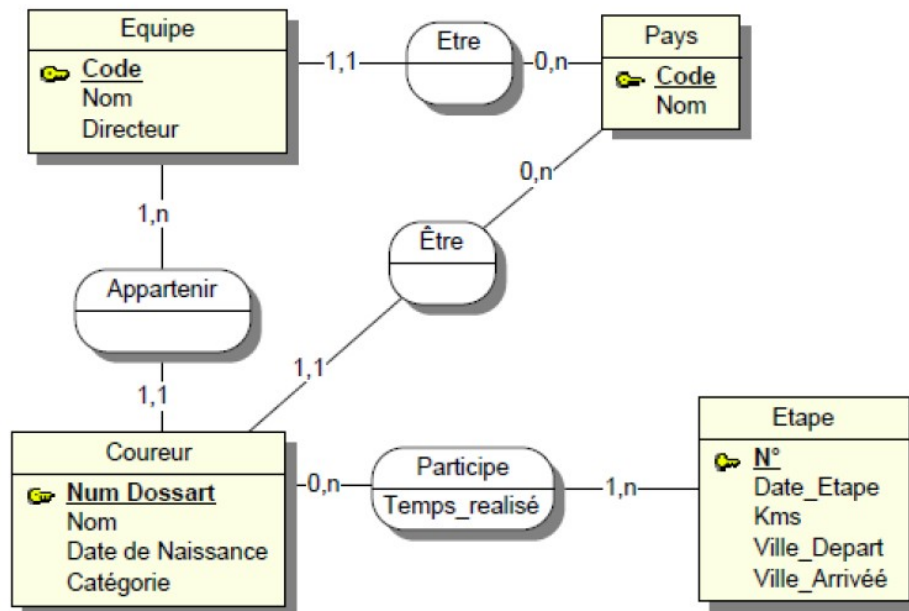 Equipe
Code
Nom
Directeur
1,1
Etre
0,n
Pays
Code
Nom
1,n
0,n
Être
Appartenir
1,1
1,1
Coureur
Num Dossart
Nom
Date de Naissance
Catégorie
0,n
Participe
Temps_realisé
1,n
Etape
N°
Date_Etape
Kms
Ville_Depart
Ville_Arrivéé